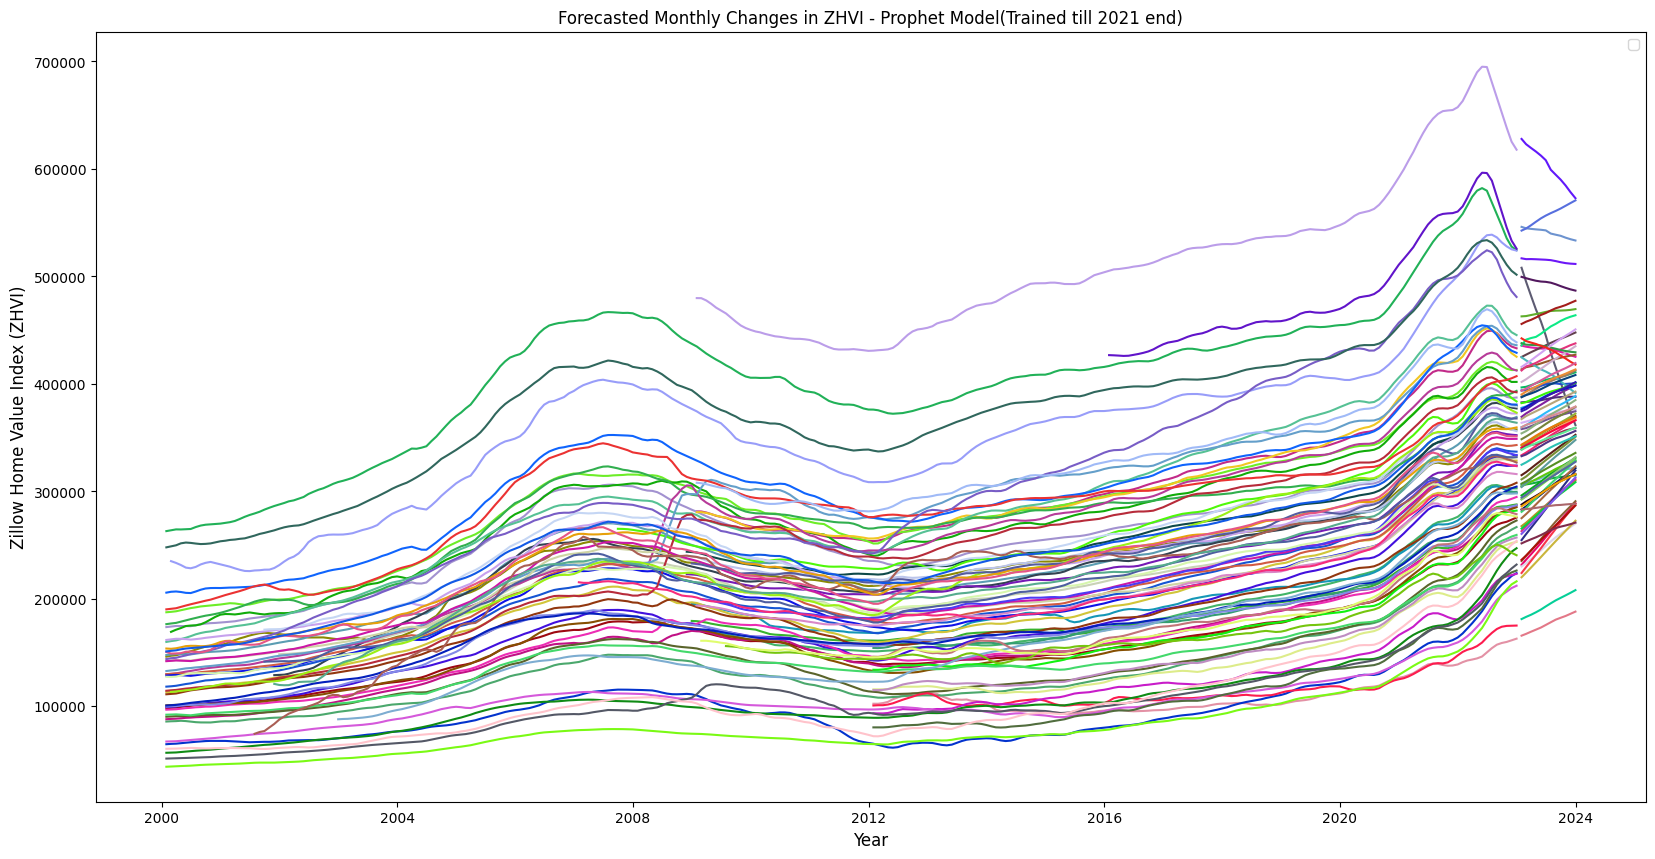 Forecasted Monthly Changes in ZHVI - Prophet Model(Trained till 2021 end)
Zillow Home Value Index (ZHVI)
700000
600000
500000
400000
300000
200000
100000
2000 2004 2008 2012 2016 2020 2024
Year